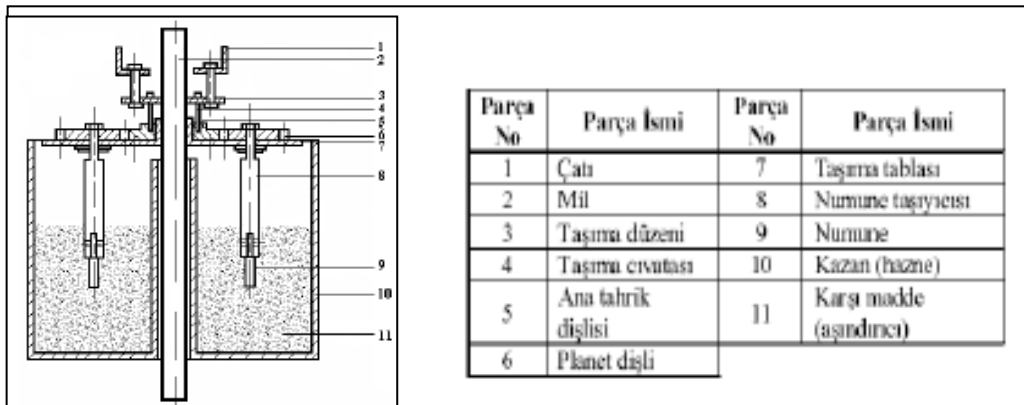 1
2
3
4
5
6
7
8
9
10
11
Parça No Parça İsmi Parça No Parça İsmi
1 Çatı 7 Taşıma tablası
2 Mil 8 Numune taşıyıcısı
3 Taşıma düzeni 9 Numune
4 Taşıma cıvatası 10 Kazan (hazne)
5 Ana tahrik dişlisi 11 Karşı madde (aşındırıcı)
6 Planet dişli